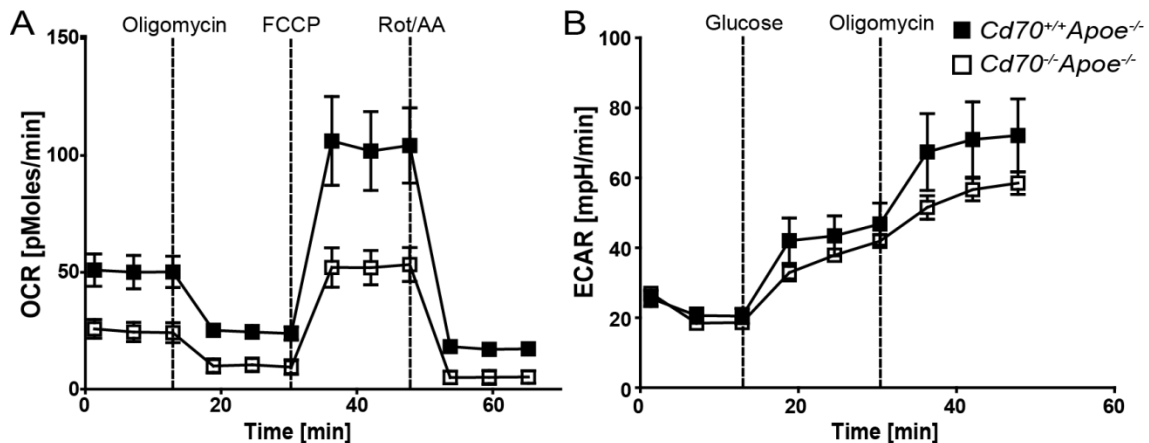 A
Oligomycin FCCP Rot/AA
OCR [pMoles/min]
150
100
50
0
0 20 40 60
Time [min]
B
Glucose Oligomycin
Cd70+/+Apoe-/-
Cd70-/-Apoe-/-
ECAR [mpH/min]
100
80
60
40
20
0
0 20 40 60
Time [min]